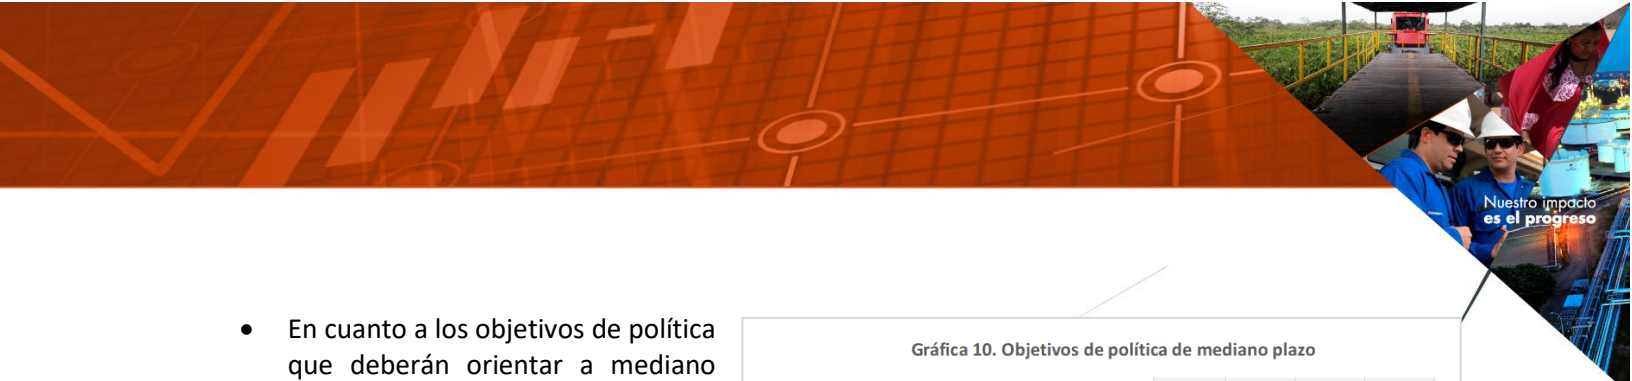 Nuestro impacto
es el progreso
• En cuanto a los objetivos de política
que deberán orientar a mediano
Gráfica 10. Objetivos de política de mediano plazo